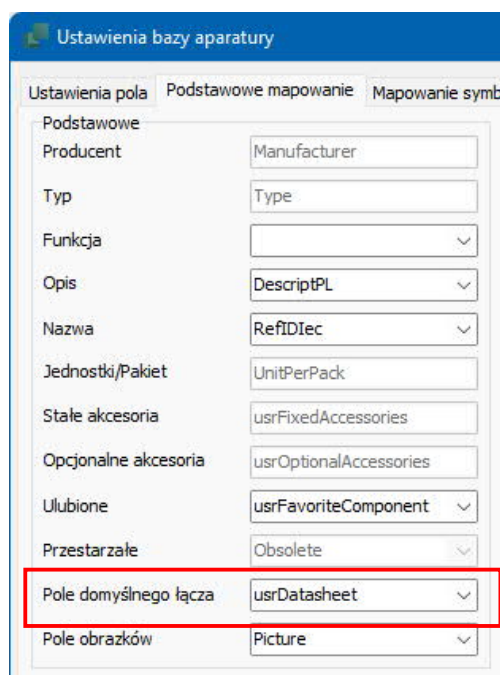 Ustawienia bazy aparatury
Ustawienia pola Podstawowe mapowanie Mapowanie symb
Podstawowe
Producent Manufacturer
Typ Type
Funkcja
Opis DescriptPL
Nazwa RefIDIec
Jednostki/Pakiet UnitPerPack
Stałe akcesoria usrFixedAccessories
Opcjonalne akcesoria usrOptionalAccessories
Ulubione usrFavoriteComponent
Przestarzałe Obsolete
Pole domyślnego łącza usrDatasheet
Pole obrazków Picture